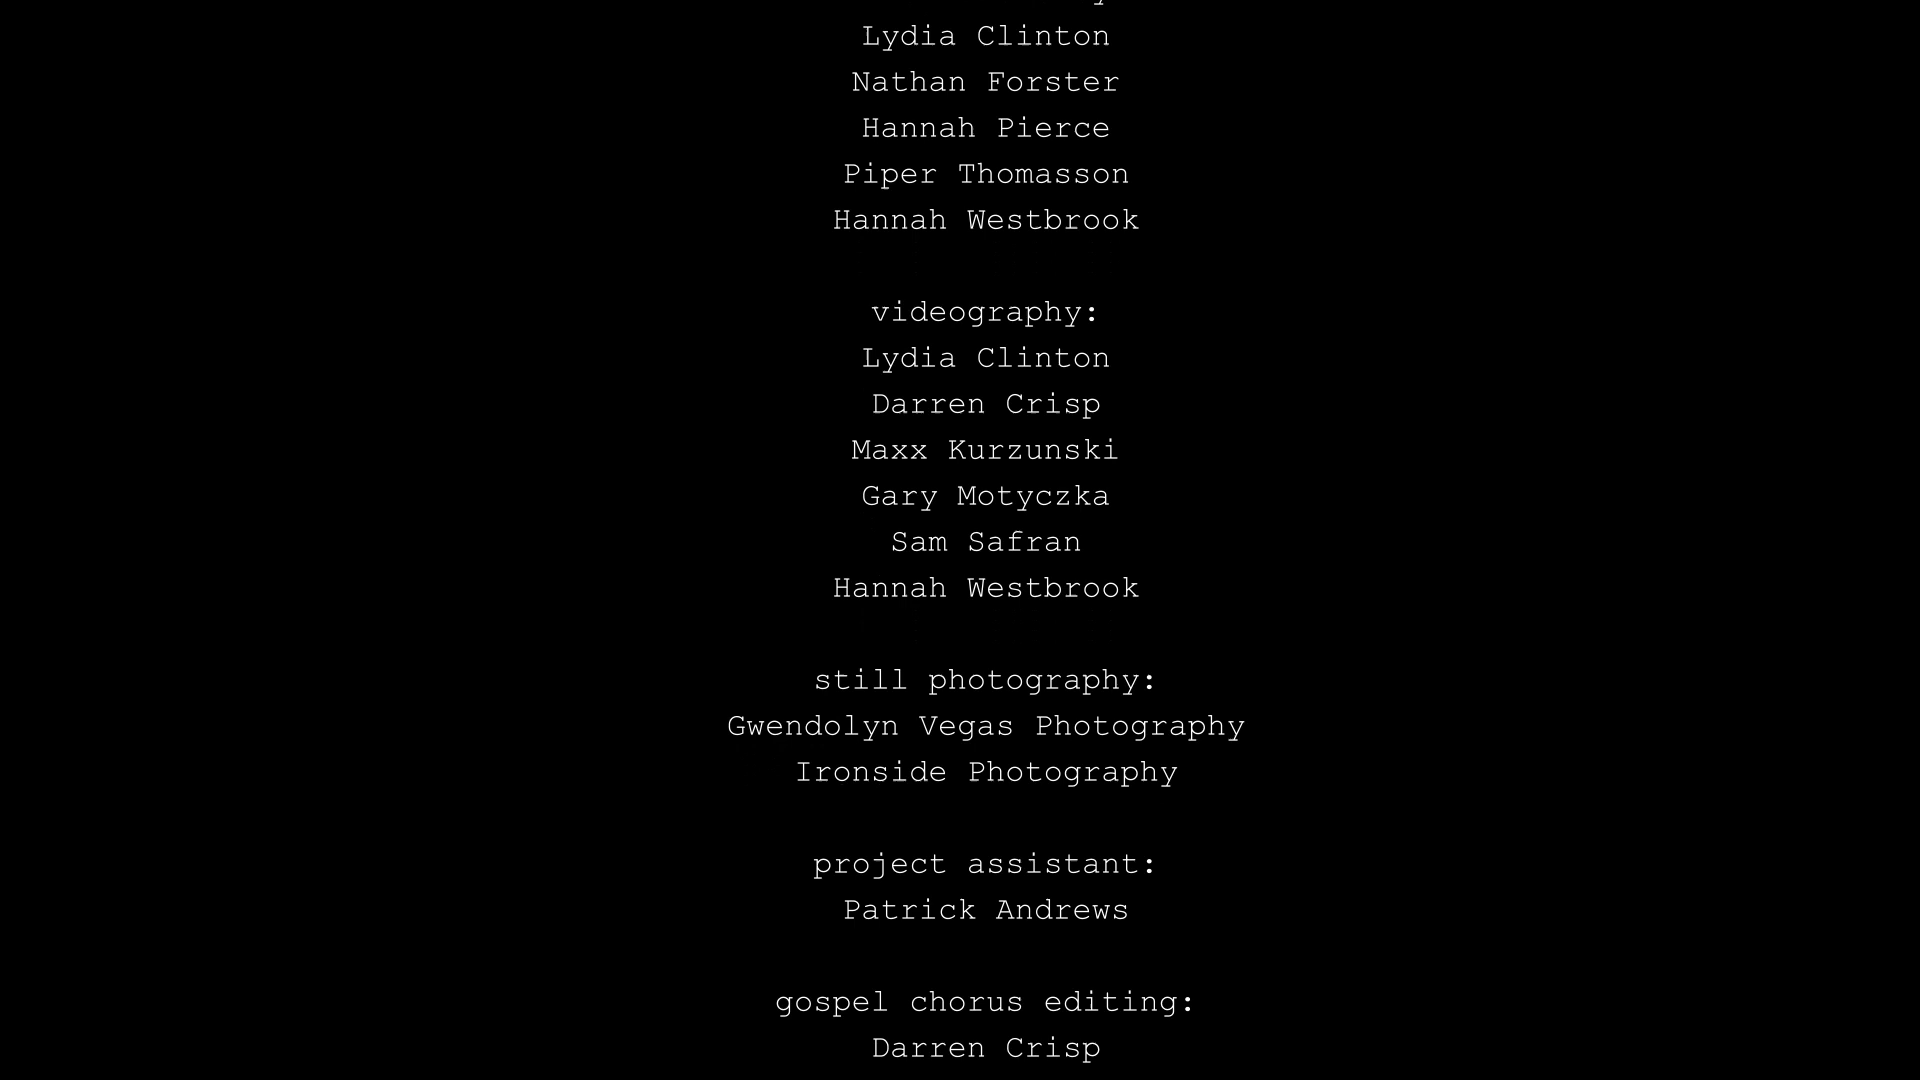 Lydia Clinton
Nathan Forster
Hannah Pierce
Piper Thomasson
Hannah Westbrook
videography:
Lydia Clinton
Darren Crisp
Maxx Kurzunski
Gary Motyczka
Sam Safran
Hannah Westbrook
still photography:
Gwendolyn Vegas Photography
Ironside Photography
project assistant:
Patrick Andrews
gospel chorus editing:
Darren Crisp